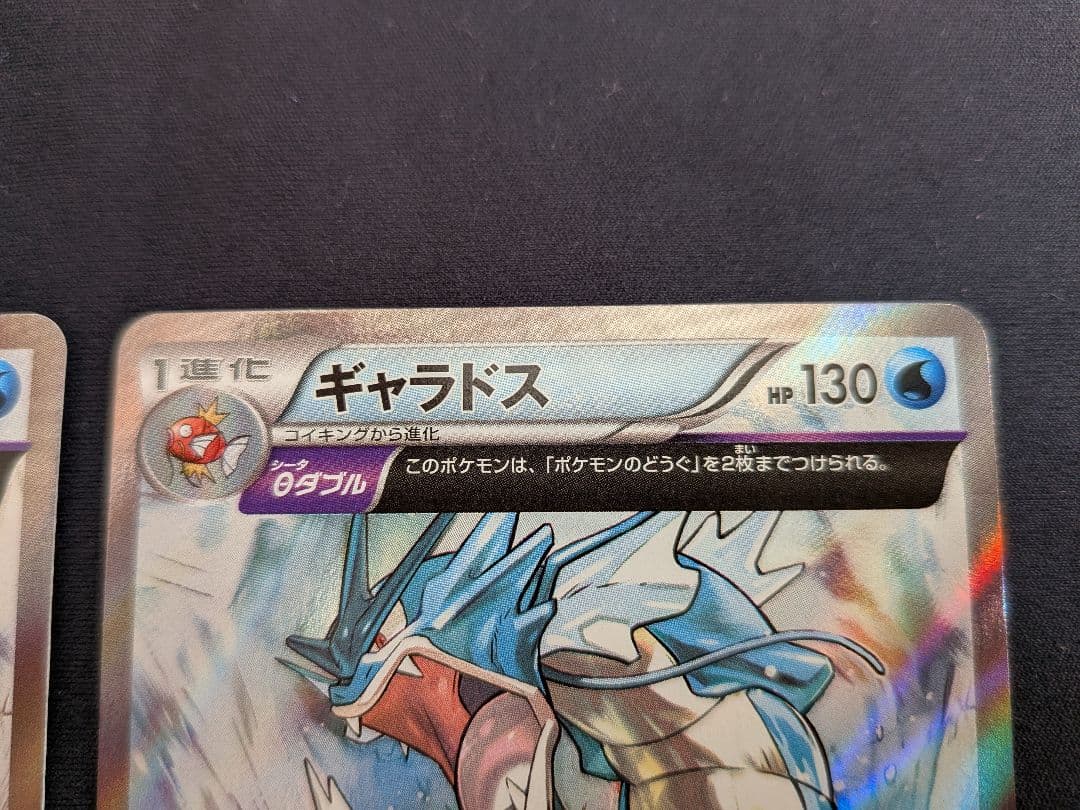 1進化 ギャラドス HP 130
コイキングから進化
シータ
θダブル
まい
このポケモンは、「ポケモンのどうぐ」を2枚までつけられる。